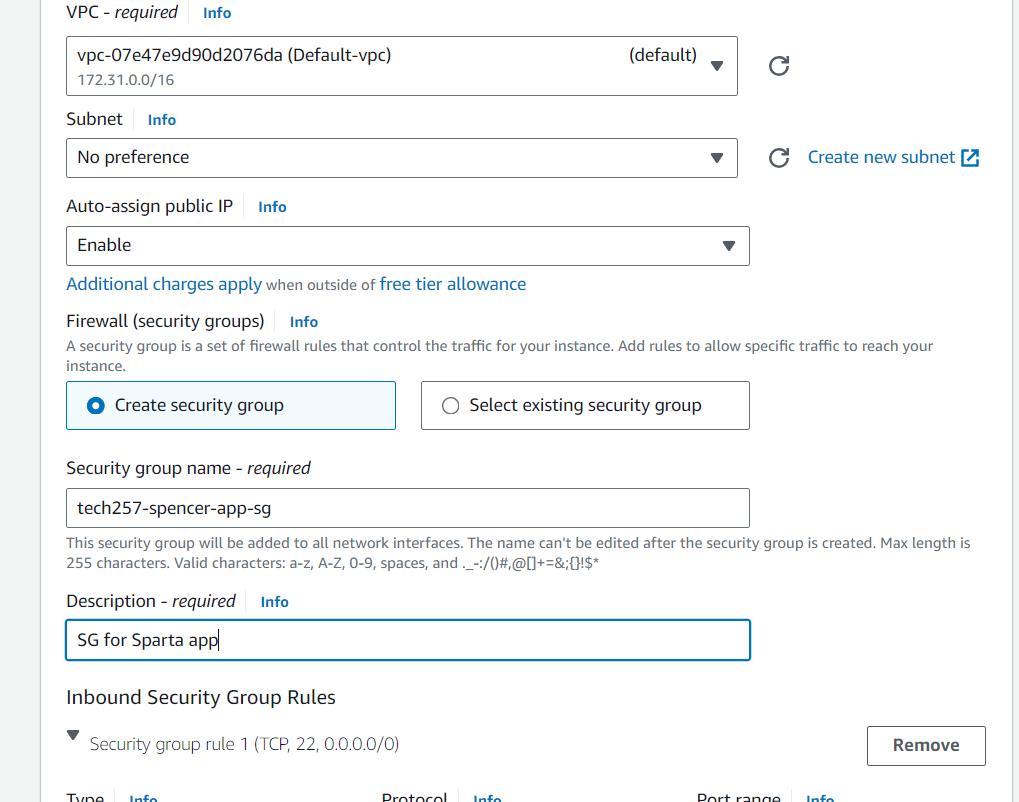 VPC - required Info
vpc-07e47e9d90d2076da (Default-vpc) (default)
172.31.0.0/16
Subnet Info
No preference
Create new subnet
Auto-assign public IP Info
Enable
Additional charges apply when outside of free tier allowance
Firewall (security groups) Info
A security group is a set of firewall rules that control the traffic for your instance. Add rules to allow specific traffic to reach your
instance.
Create security group
Select existing security group
Security group name - required
tech257-spencer-app-sg
This security group will be added to all network interfaces. The name can't be edited after the security group is created. Max length is
255 characters. Valid characters: a-z, A-Z, 0-9, spaces, and ._-:/()#,@[]+=&;{}!$*
Description - required Info
SG for Sparta app
Inbound Security Group Rules
Security group rule 1 (TCP, 22, 0.0.0.0/0)
Remove
Type Info
Protocol Info
Port range Info